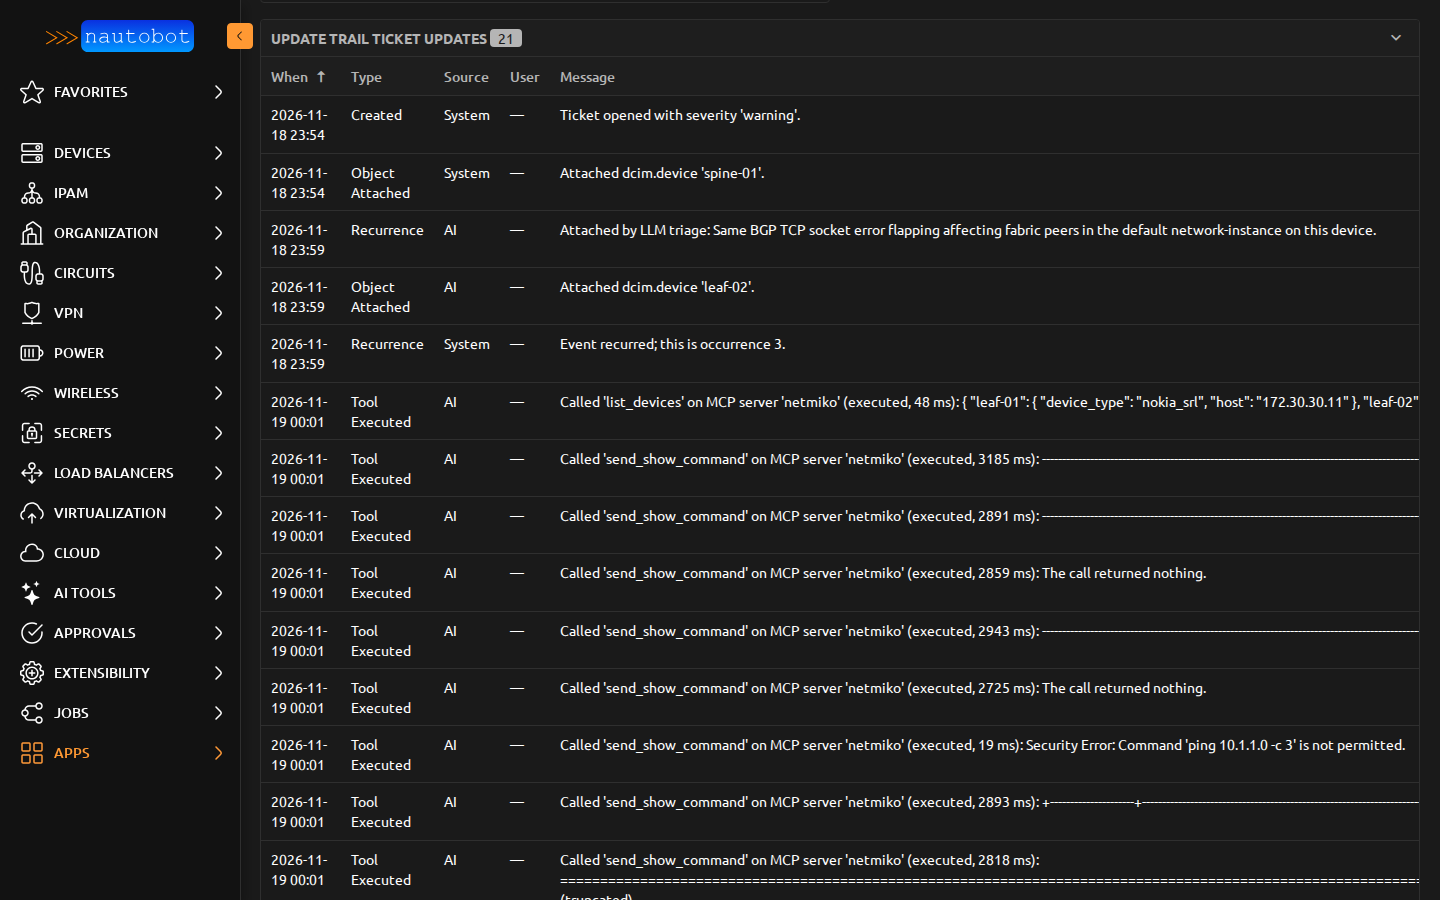 >>> nautobot
FAVORITES
DEVICES
IPAM
ORGANIZATION
CIRCUITS
VPN
POWER
WIRELESS
SECRETS
LOAD BALANCERS
VIRTUALIZATION
CLOUD
AI TOOLS
APPROVALS
EXTENSIBILITY
JOBS
APPS
UPDATE TRAIL TICKET UPDATES 21
When ↑ Type Source User Message
2026-11- Created System — Ticket opened with severity 'warning'.
18 23:54
2026-11- Object System — Attached dcim.device 'spine-01'.
18 23:54 Attached
2026-11- Recurrence AI — Attached by LLM triage: Same BGP TCP socket error flapping affecting fabric peers in the default network-instance on this device.
18 23:59
2026-11- Object AI — Attached dcim.device 'leaf-02'.
18 23:59 Attached
2026-11- Recurrence System — Event recurred; this is occurrence 3.
18 23:59
2026-11- Tool AI — Called 'list_devices' on MCP server 'netmiko' (executed, 48 ms): { "leaf-01": { "device_type": "nokia_srl", "host": "172.30.30.11" }, "leaf-02"
19 00:01 Executed
2026-11- Tool AI — Called 'send_show_command' on MCP server 'netmiko' (executed, 3185 ms): ----------------------------------------
19 00:01 Executed
2026-11- Tool AI — Called 'send_show_command' on MCP server 'netmiko' (executed, 2891 ms): ----------------------------------------
19 00:01 Executed
2026-11- Tool AI — Called 'send_show_command' on MCP server 'netmiko' (executed, 2859 ms): The call returned nothing.
19 00:01 Executed
2026-11- Tool AI — Called 'send_show_command' on MCP server 'netmiko' (executed, 2943 ms): ----------------------------------------
19 00:01 Executed
2026-11- Tool AI — Called 'send_show_command' on MCP server 'netmiko' (executed, 2725 ms): The call returned nothing.
19 00:01 Executed
2026-11- Tool AI — Called 'send_show_command' on MCP server 'netmiko' (executed, 19 ms): Security Error: Command 'ping 10.1.1.0 -c 3' is not permitted.
19 00:01 Executed
2026-11- Tool AI — Called 'send_show_command' on MCP server 'netmiko' (executed, 2893 ms): +----------------------+----------------------------------------
19 00:01 Executed
2026-11- Tool AI — Called 'send_show_command' on MCP server 'netmiko' (executed, 2818 ms):
19 00:01 Executed ================================================================================
(truncated)